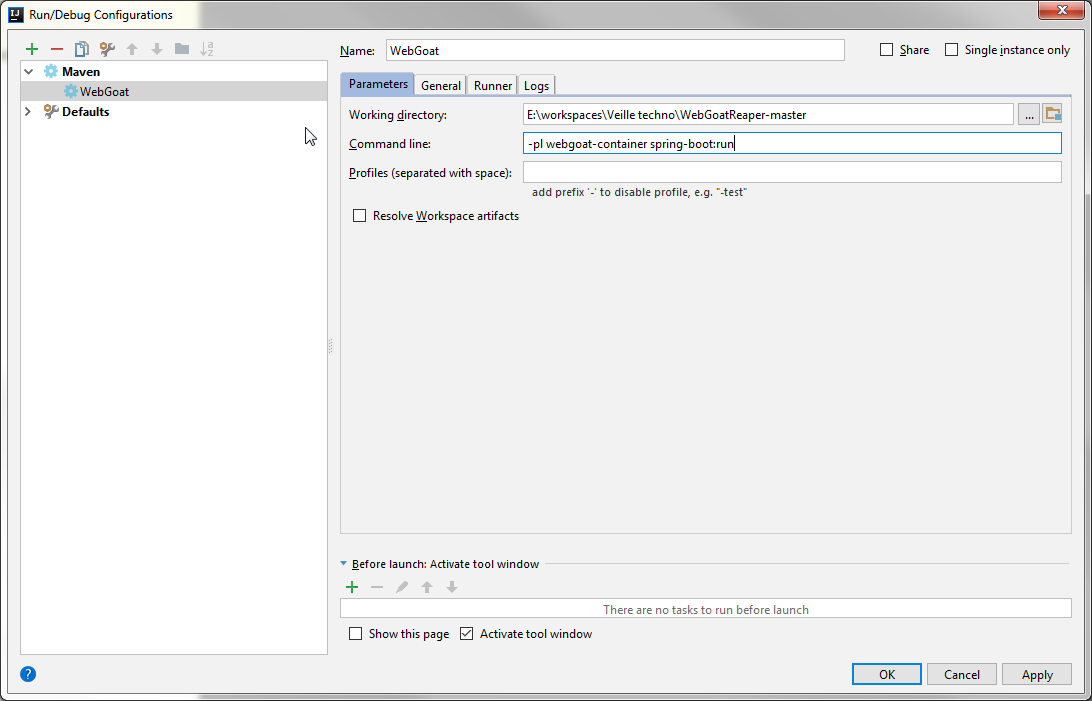 Run/Debug Configurations
Name: WebGoat Share Single instance only
Maven
WebGoat
Defaults
Parameters General Runner Logs
Working directory: E:\workspaces\Veille techno\WebGoatReaper-master ...
Command line: -pl webgoat-container spring-boot:run
Profiles (separated with space):
add prefix '-' to disable profile, e.g. "-test"
Resolve Workspace artifacts
Before launch: Activate tool window
There are no tasks to run before launch
Show this page Activate tool window
? OK Cancel Apply